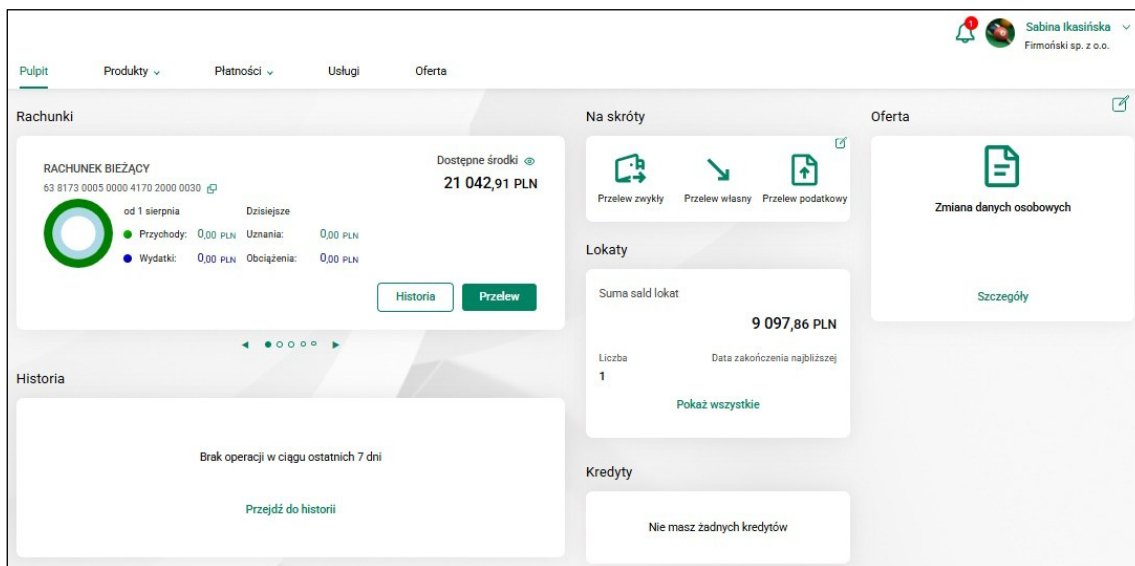 1
Sabina Ikasińska
Firmoński sp. z o.o.
Pulpit Produkty Płatności Usługi Oferta
Rachunki
RACHUNEK BIEŻĄCY
63 8173 0005 0000 4170 2000 0030
Dostępne środki
21 042,91 PLN
od 1 sierpnia Dzisiejsze
Przychody: 0,00 PLN Uznania: 0,00 PLN
Wydatki: 0,00 PLN Obciążenia: 0,00 PLN
Historia Przelew
Historia
Brak operacji w ciągu ostatnich 7 dni
Przejdź do historii
Na skróty
Przelew zwykły Przelew własny Przelew podatkowy
Lokaty
Suma sald lokat
9 097,86 PLN
Liczba Data zakończenia najbliższej
1
Pokaż wszystkie
Kredyty
Nie masz żadnych kredytów
Oferta
Zmiana danych osobowych
Szczegóły